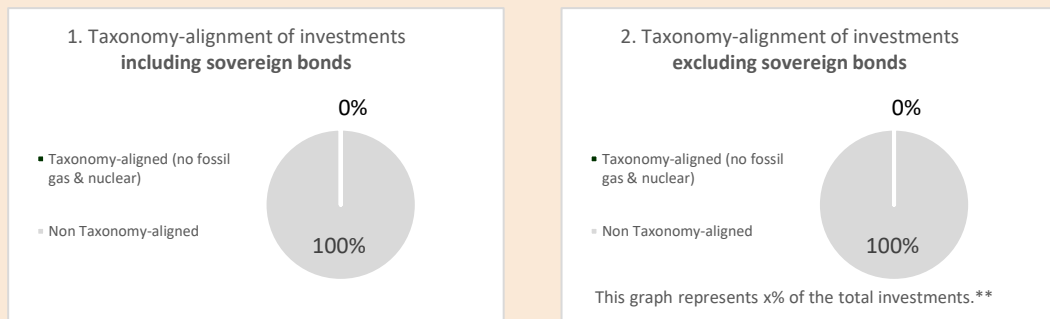 1. Taxonomy-alignment of investments
including sovereign bonds
0%
Taxonomy-aligned (no fossil
gas & nuclear)
Non Taxonomy-aligned
100%
2. Taxonomy-alignment of investments
excluding sovereign bonds
0%
Taxonomy-aligned (no fossil
gas & nuclear)
Non Taxonomy-aligned
100%
This graph represents x% of the total investments.**